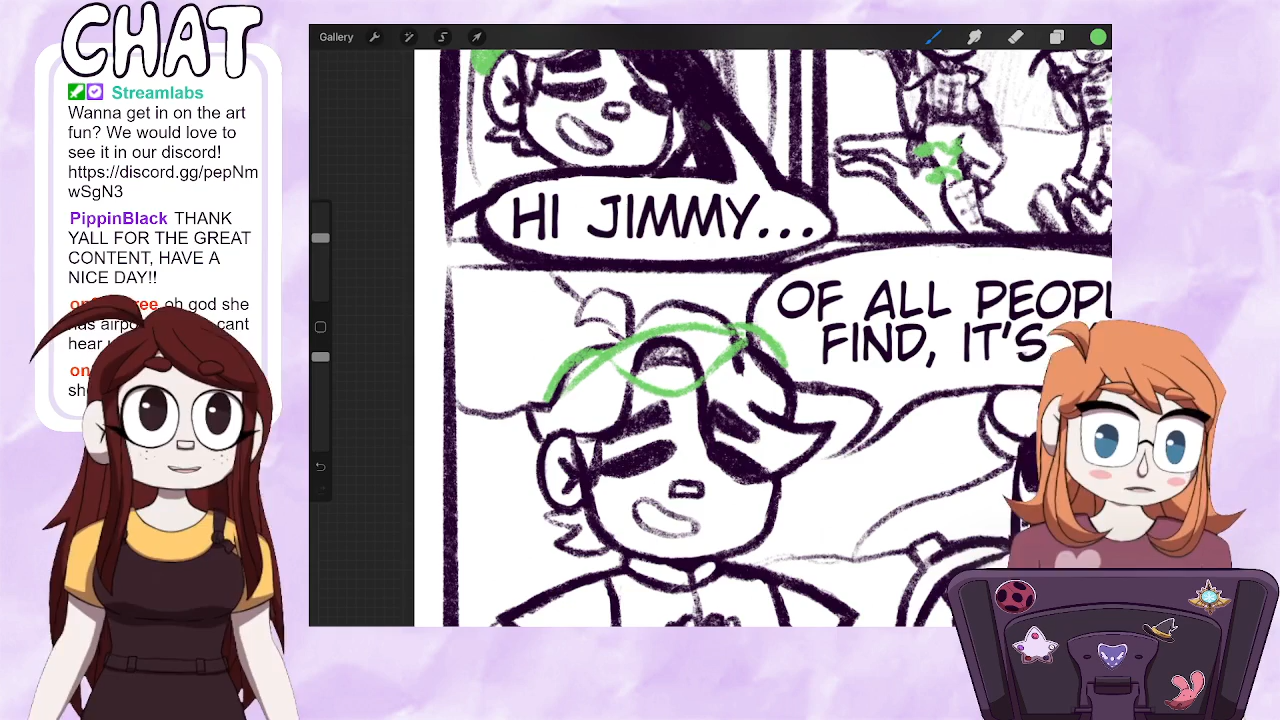 CHAT
Streamlabs
Wanna get in on the art
fun? We would love to
see it in our discord!
https://discord.gg/pepNm
wSgN3
PippinBlack THANK
YALL FOR THE GREAT
CONTENT, HAVE A
NICE DAY!!
oh god she
cant
hear
Gallery
HI JIMMY...
OF ALL
FIND, IT'S